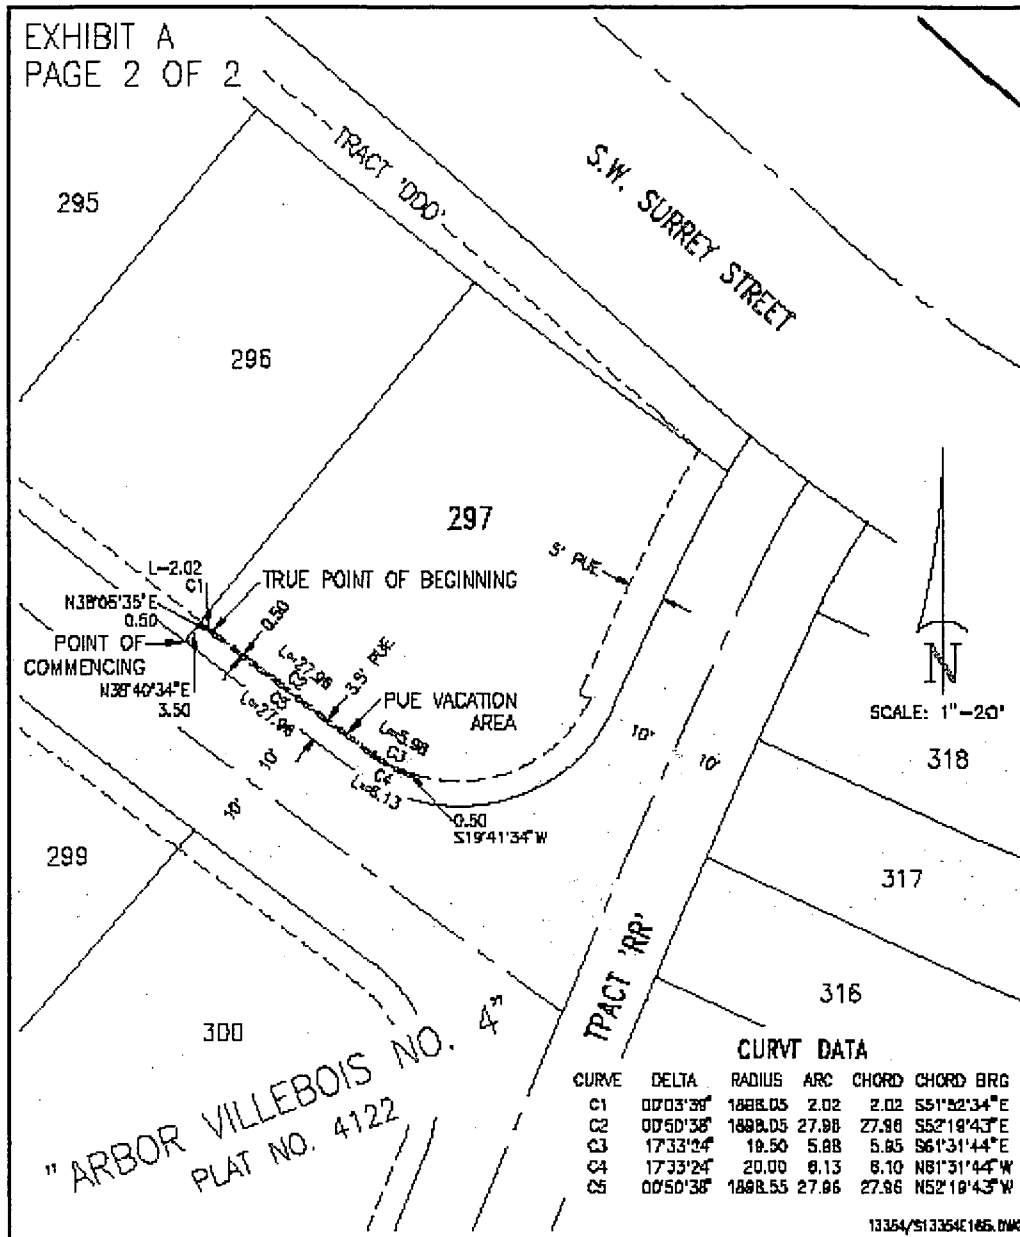 EXHIBIT A
PAGE 2 OF 2
TRACT 'DDD'
S.W. SURREY STREET
295
296
297
5' PUE
L=2.02
C1
TRUE POINT OF BEGINNING
N38°05'35"E
0.50
0.50
POINT OF
COMMENCING
N38°40'34"E
3.50
L=27.96
C2
3.5' PUE
C5
L=27.96
PUE VACATION
AREA
L=5.98
C3
C4
L=6.13
0.50
S19°41'34"W
10'
10'
10'
10'
N
SCALE: 1"=20'
318
317
316
299
300
TRACT 'RR'
"ARBOR VILLEBOIS NO. 4"
PLAT NO. 4122
CURVE DATA
CURVE DELTA RADIUS ARC CHORD CHORD BRG
C1 00°03'39" 1898.05 2.02 2.02 S51°52'34"E
C2 00°50'38" 1898.05 27.96 27.96 S52°19'43"E
C3 17°33'24" 19.50 5.98 5.95 S61°31'44"E
C4 17°33'24" 20.00 6.13 6.10 N61°31'44"W
C5 00°50'38" 1898.55 27.96 27.96 N52°19'43"W
13354/S13354E166.DWG